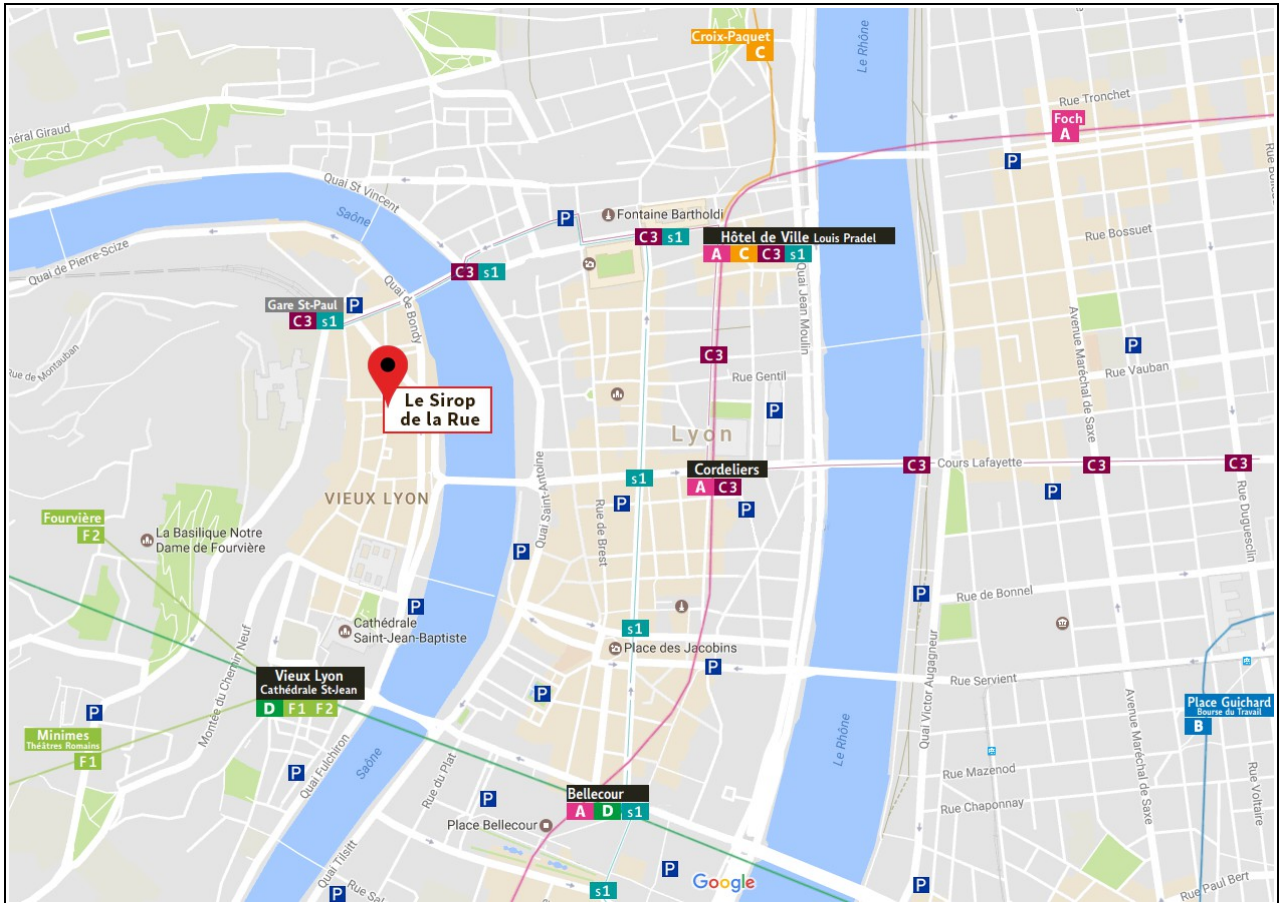 Croix-Paquet
C
Le Rhône
Rue Tronchet
Foch
A
néral Giraud
Quai St Vincent
Saône
P
Fontaine Bartholdi
P
C3 s1
Hôtel de Ville Louis Pradel
A C C3 s1
Rue Bossuet
Quai de Pierre-Scize
C3 s1
Quai de Bondy
Quai Jean Moulin
Gare St-Paul
P
C3 s1
Avenue Maréchal de Saxe
P
Rue de Montauban
C3
Rue Gentil
Rue Vauban
Le Sirop
de la Rue
P
Lyon
Cordeliers
A C3
s1
C3
Cours Lafayette
C3
C3
VIEUX LYON
Quai Saint-Antoine
Rue de Brest
P
P
P
Rue Duguesclin
Fourvière
F2
La Basilique Notre
Dame de Fourvière
P
P
P
Rue de Bonnel
Cathédrale
Saint-Jean-Baptiste
s1
Place des Jacobins
P
Montée du Chemin Neuf
Vieux Lyon
Cathédrale St-Jean
D F1 F2
Quai Victor Augagneur
Rue Servient
P
P
Place Guichard
Bourse du Travail
B
Minimes
Théâtres Romains
F1
Quai Fulchiron
Saône
Rue du Plat
Le Rhône
Avenue Maréchal de Saxe
P
Rue Mazenod
Bellecour
A D s1
P
Rue Chaponnay
Rue Voltaire
Place Bellecour
Quai Tilsitt
P
Google
P
P
s1
Rue Sal
Rue Paul Bert